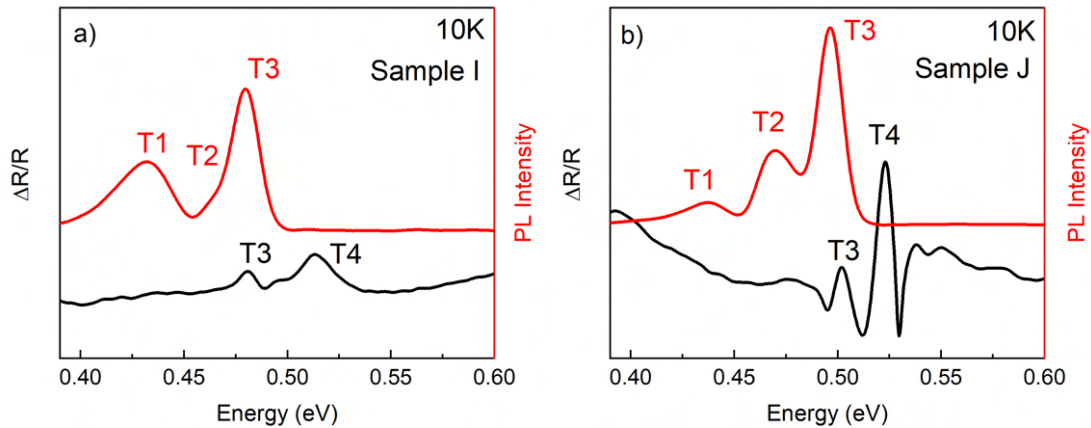 a)
10K
Sample I
T1
T2
T3
T3
T4
ΔR/R
PL Intensity
0.40
0.45
0.50
0.55
0.60
Energy (eV)
b)
10K
Sample J
T1
T2
T3
T4
T3
ΔR/R
PL Intensity
0.40
0.45
0.50
0.55
0.60
Energy (eV)